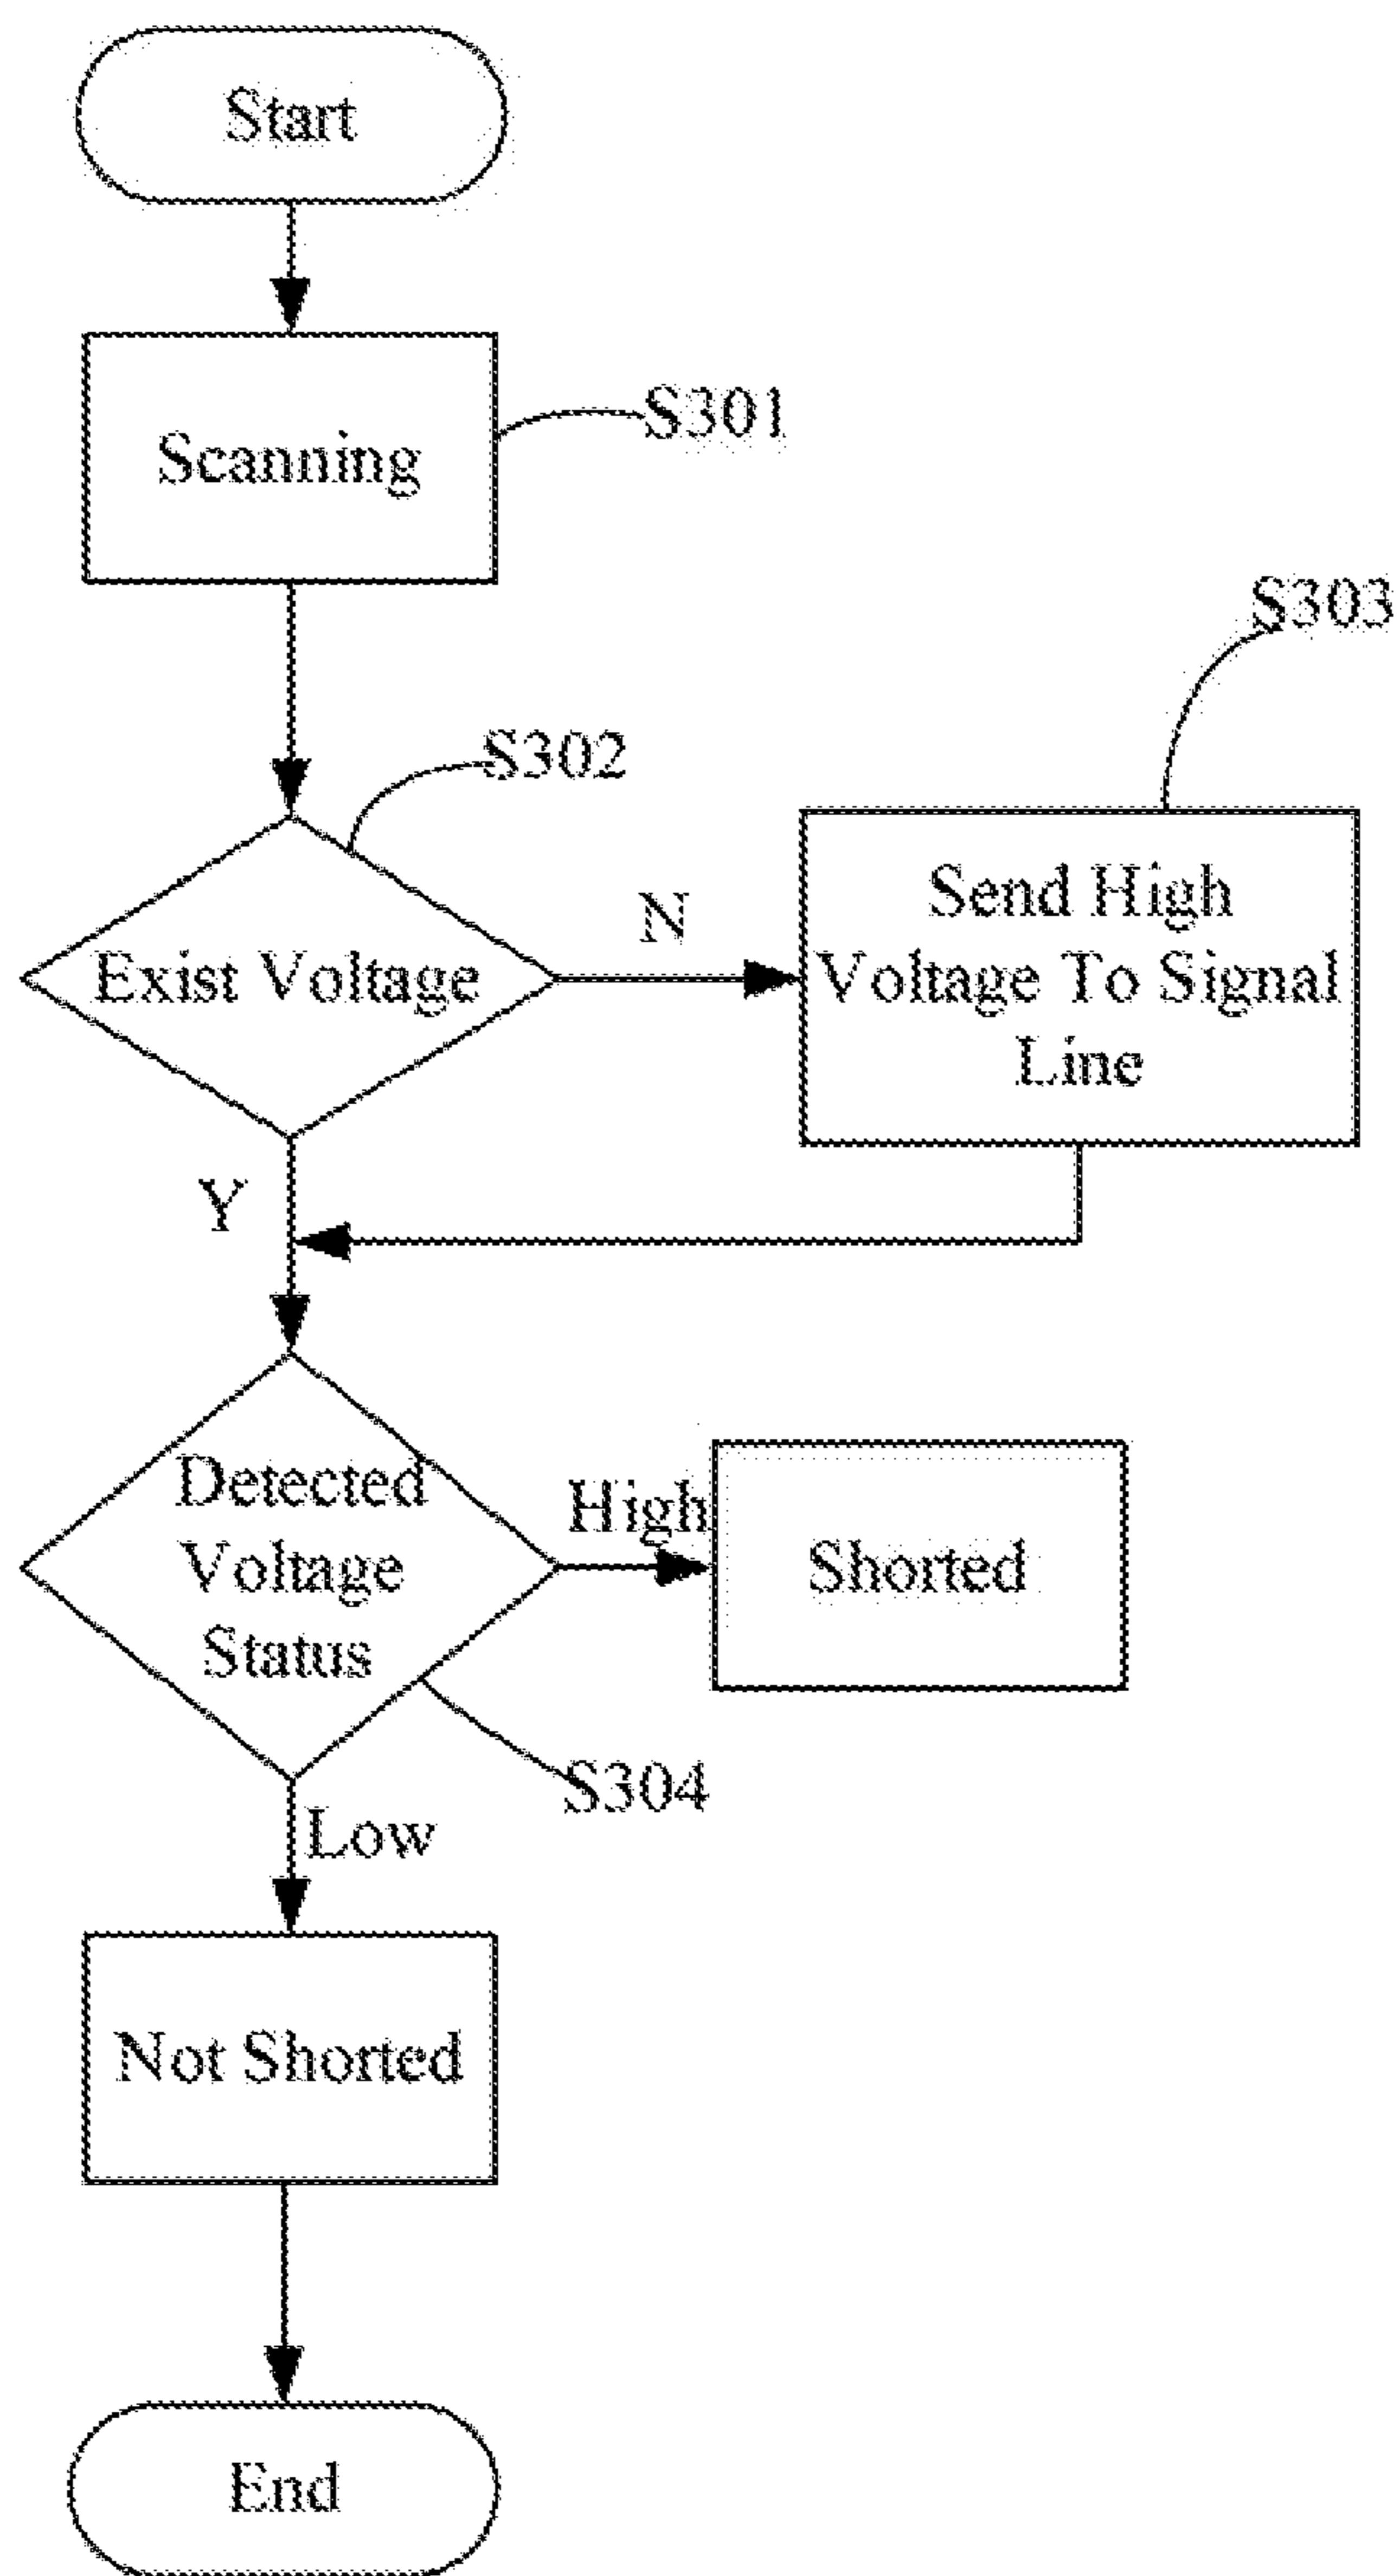 Start
Scanning
S301
S302
S303
Exist Voltage
N
Send High
Voltage To Signal
Line
Y
Detected
Voltage
Status
High
Shorted
S304
Low
Not Shorted
End